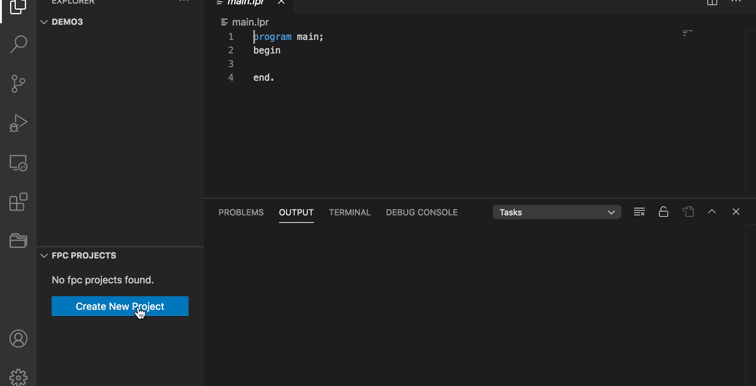 EXPLORER
DEMO3
FPC PROJECTS
No fpc projects found.
Create New Project
main.lpr
main.lpr
1 program main;
2 begin
3
4 end.
PROBLEMS OUTPUT TERMINAL DEBUG CONSOLE Tasks